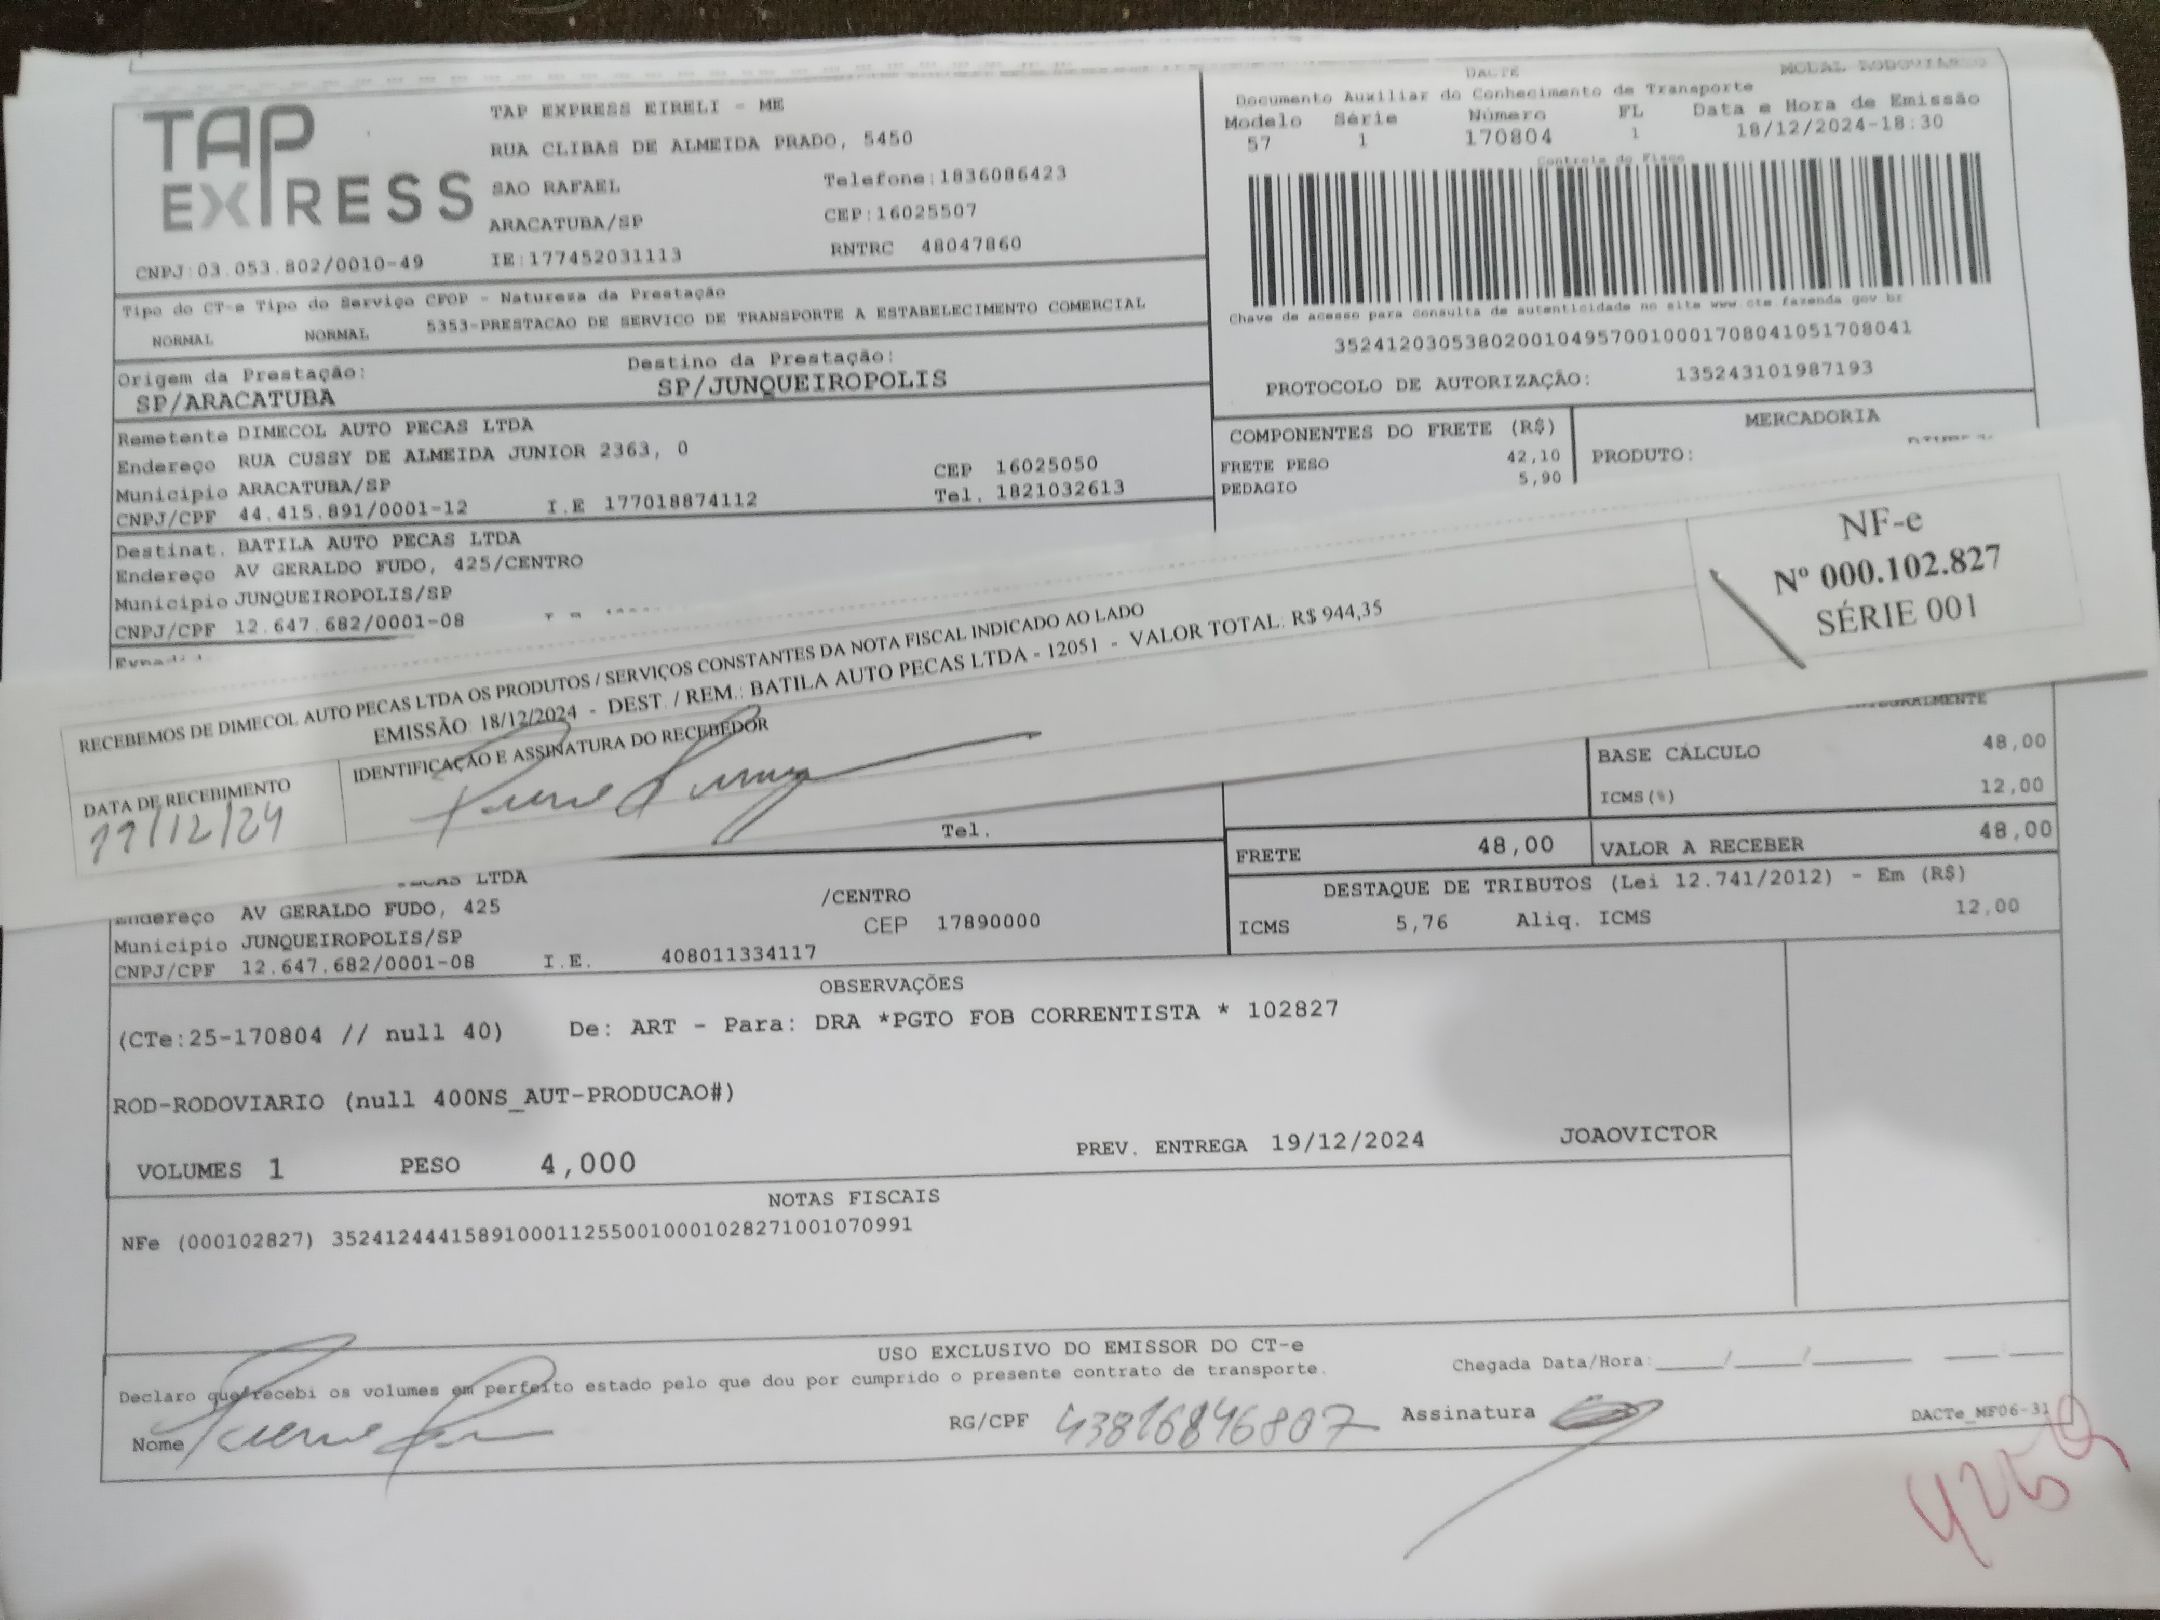 TAP EXPRESS
TAP EXPRESS EIRELI - ME
RUA CLIBAS DE ALMEIDA PRADO, 5450
SAO RAFAEL Telefone:1836086423
ARACATUBA/SP CEP:16025507
CNPJ:03.053.802/0010-49 IE:177452031113 RNTRC 48047860
DACTE MODAL RODOVIARIO
Documento Auxiliar do Conhecimento de Transporte
Modelo Série Número FL Data e Hora de Emissão
57 1 170804 1 18/12/2024-18:30
Controle do Fisco
Chave de acesso para consulta de autenticidade no site www.cte.fazenda.gov.br
35241203053802001049570010001708041051708041
PROTOCOLO DE AUTORIZAÇÃO: 135243101987193
Tipo do CT-e Tipo do Serviço CFOP - Natureza da Prestação
NORMAL NORMAL 5353-PRESTACAO DE SERVICO DE TRANSPORTE A ESTABELECIMENTO COMERCIAL
Origem da Prestação: Destino da Prestação:
SP/ARACATUBA SP/JUNQUEIROPOLIS
Remetente DIMECOL AUTO PECAS LTDA
Endereço RUA CUSSY DE ALMEIDA JUNIOR 2363, 0
Municipio ARACATUBA/SP CEP 16025050
CNPJ/CPF 44.415.891/0001-12 I.E 177018874112 Tel. 1821032613
COMPONENTES DO FRETE (R$) MERCADORIA
FRETE PESO 42,10 PRODUTO:
PEDAGIO 5,90
Destinat. BATILA AUTO PECAS LTDA
Endereço AV GERALDO FUDO, 425/CENTRO
Municipio JUNQUEIROPOLIS/SP
CNPJ/CPF 12.647.682/0001-08
RECEBEMOS DE DIMECOL AUTO PECAS LTDA OS PRODUTOS / SERVIÇOS CONSTANTES DA NOTA FISCAL INDICADO AO LADO
EMISSÃO: 18/12/2024 - DEST. / REM.: BATILA AUTO PECAS LTDA - 12051 - VALOR TOTAL: R$ 944,35
NF-e
Nº 000.102.827
SÉRIE 001
DATA DE RECEBIMENTO IDENTIFICAÇÃO E ASSINATURA DO RECEBEDOR
19/12/24
Tel.
BASE CÁLCULO 48,00
ICMS(%) 12,00
FRETE 48,00 VALOR A RECEBER 48,00
DESTAQUE DE TRIBUTOS (Lei 12.741/2012) - Em (R$)
ICMS 5,76 Aliq. ICMS 12,00
LTDA
Endereço AV GERALDO FUDO, 425 /CENTRO
Municipio JUNQUEIROPOLIS/SP CEP 17890000
CNPJ/CPF 12.647.682/0001-08 I.E. 408011334117
OBSERVAÇÕES
(CTe:25-170804 // null 40) De: ART - Para: DRA *PGTO FOB CORRENTISTA * 102827
ROD-RODOVIARIO (null 400NS_AUT-PRODUCAO#)
VOLUMES 1 PESO 4,000 PREV. ENTREGA 19/12/2024 JOAOVICTOR
NOTAS FISCAIS
NFe (000102827) 35241244415891000112550010001028271001070991
USO EXCLUSIVO DO EMISSOR DO CT-e
Declaro que recebi os volumes em perfeito estado pelo que dou por cumprido o presente contrato de transporte.
Chegada Data/Hora:____/____/______ ____:____
Nome RG/CPF 43816846807 Assinatura
DACTe_MF06-31